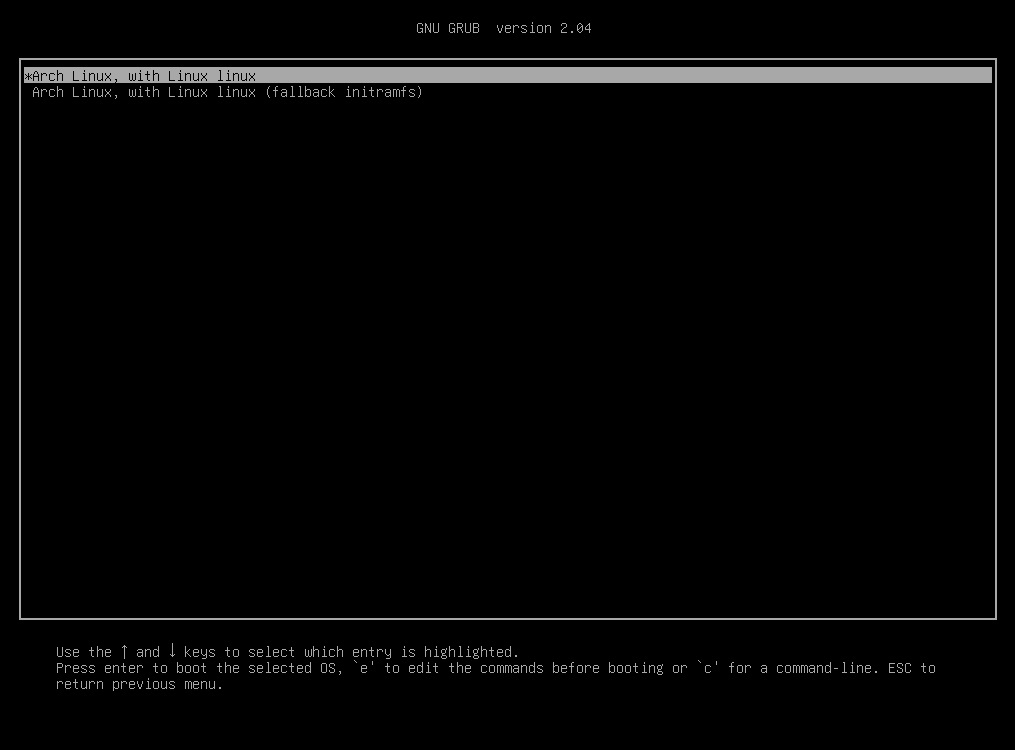 GNU GRUB  version 2.04
*Arch Linux, with Linux linux
Arch Linux, with Linux linux (fallback initramfs)
Use the ↑ and ↓ keys to select which entry is highlighted.
Press enter to boot the selected OS, `e' to edit the commands before booting or `c' for a command-line. ESC to
return previous menu.